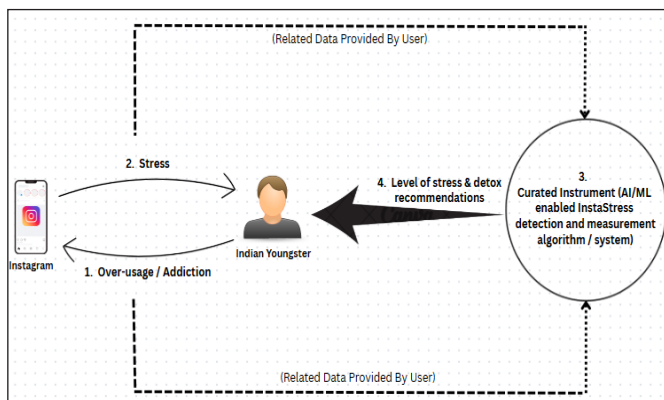 (Related Data Provided By User)
2. Stress
3.
Curated Instrument (AI/ML
enabled InstaStress
detection and measurement
algorithm / system)
4. Level of stress & detox
recommendations
Instagram
Indian Youngster
1. Over-usage / Addiction
(Related Data Provided By User)